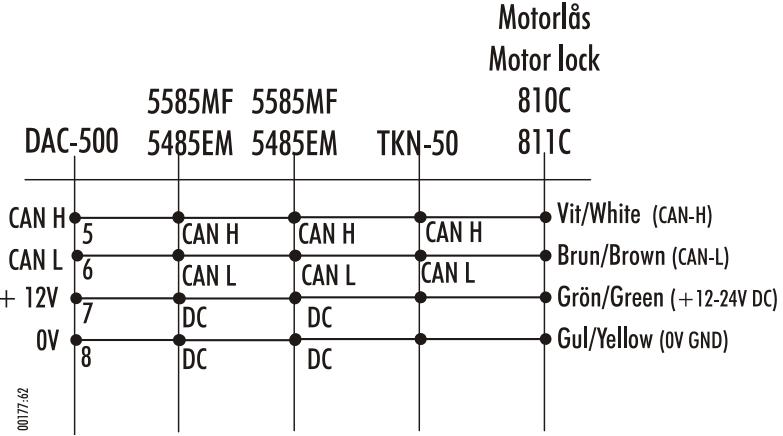 Motorlås
Motor lock
5585MF 5585MF 810C
DAC-500 5485EM 5485EM TKN-50 811C
CAN H 5 CAN H CAN H CAN H Vit/White (CAN-H)
CAN L 6 CAN L CAN L CAN L Brun/Brown (CAN-L)
+ 12V 7 DC DC Grön/Green (+12-24V DC)
0V 8 DC DC Gul/Yellow (0V GND)
00177:62